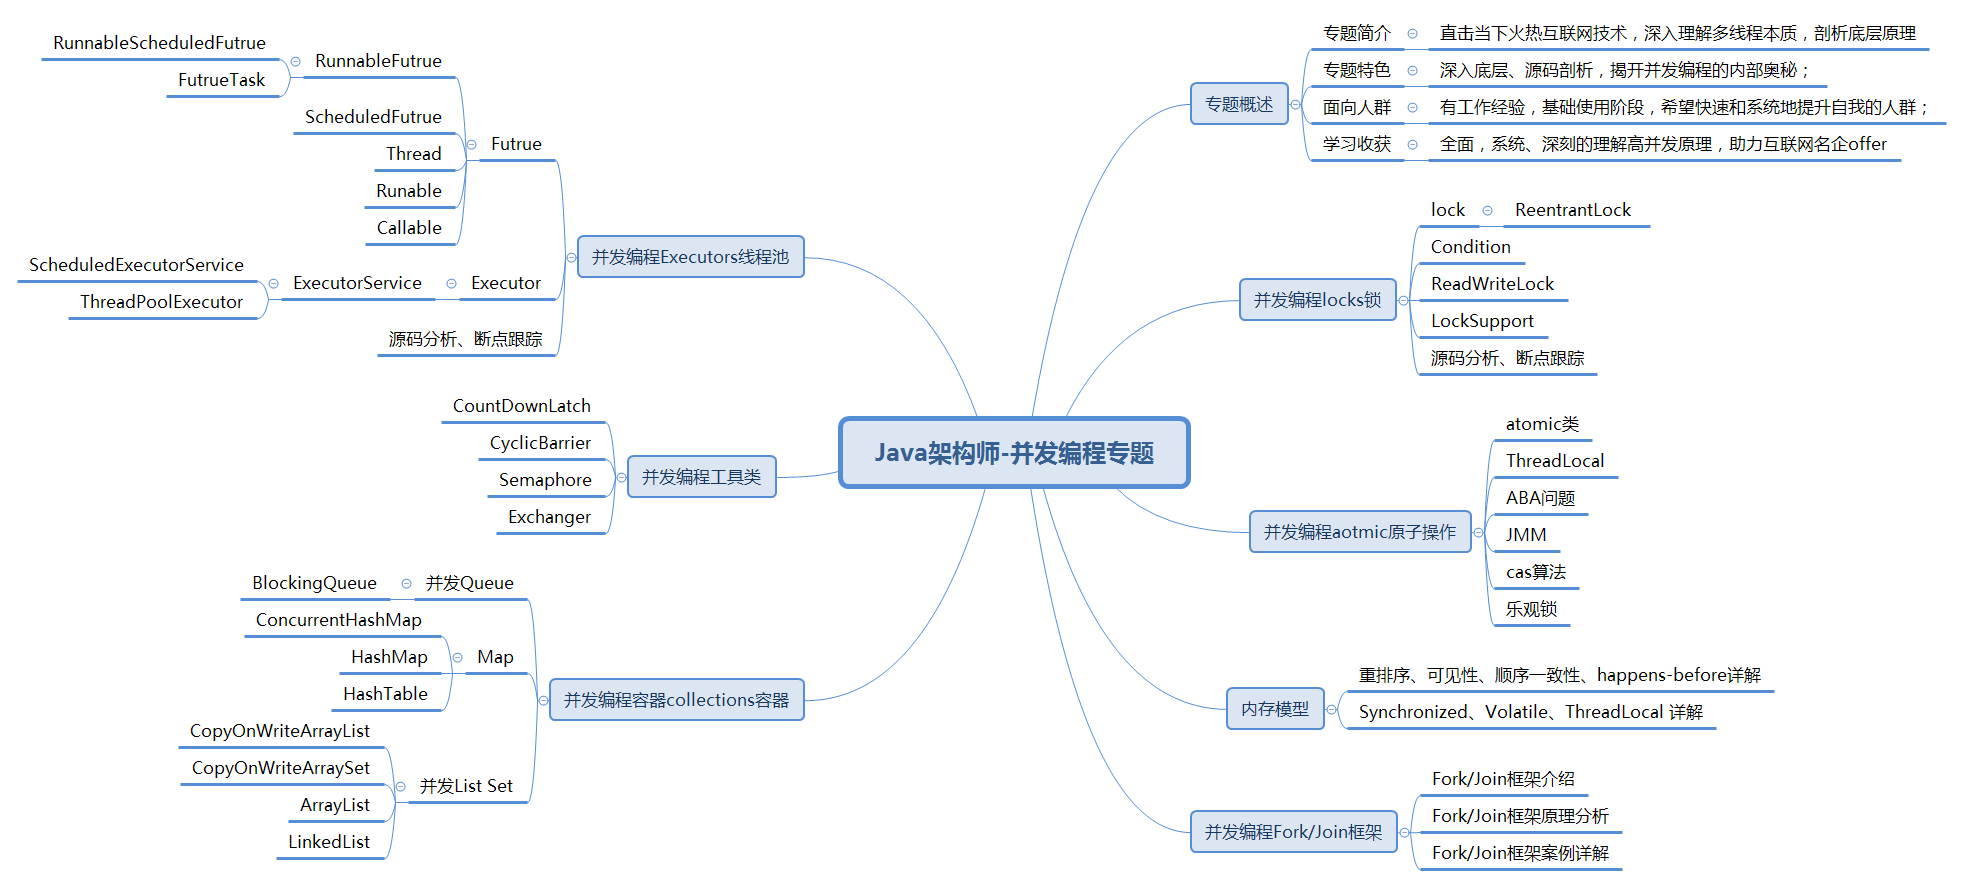 Java架构师-并发编程专题
专题概述
专题简介
直击当下火热互联网技术，深入理解多线程本质，剖析底层原理
专题特色
深入底层、源码剖析，揭开并发编程的内部奥秘；
面向人群
有工作经验，基础使用阶段，希望快速和系统地提升自我的人群；
学习收获
全面，系统、深刻的理解高并发原理，助力互联网名企offer
并发编程locks锁
lock
ReentrantLock
Condition
ReadWriteLock
LockSupport
源码分析、断点跟踪
并发编程aotmic原子操作
atomic类
ThreadLocal
ABA问题
JMM
cas算法
乐观锁
内存模型
重排序、可见性、顺序一致性、happens-before详解
Synchronized、Volatile、ThreadLocal 详解
并发编程Fork/Join框架
Fork/Join框架介绍
Fork/Join框架原理分析
Fork/Join框架案例详解
并发编程Executors线程池
Futrue
RunnableFutrue
RunnableScheduledFutrue
FutrueTask
ScheduledFutrue
Thread
Runable
Callable
Executor
ExecutorService
ScheduledExecutorService
ThreadPoolExecutor
源码分析、断点跟踪
并发编程工具类
CountDownLatch
CyclicBarrier
Semaphore
Exchanger
并发编程容器collections容器
并发Queue
BlockingQueue
Map
ConcurrentHashMap
HashMap
HashTable
并发List Set
CopyOnWriteArrayList
CopyOnWriteArraySet
ArrayList
LinkedList